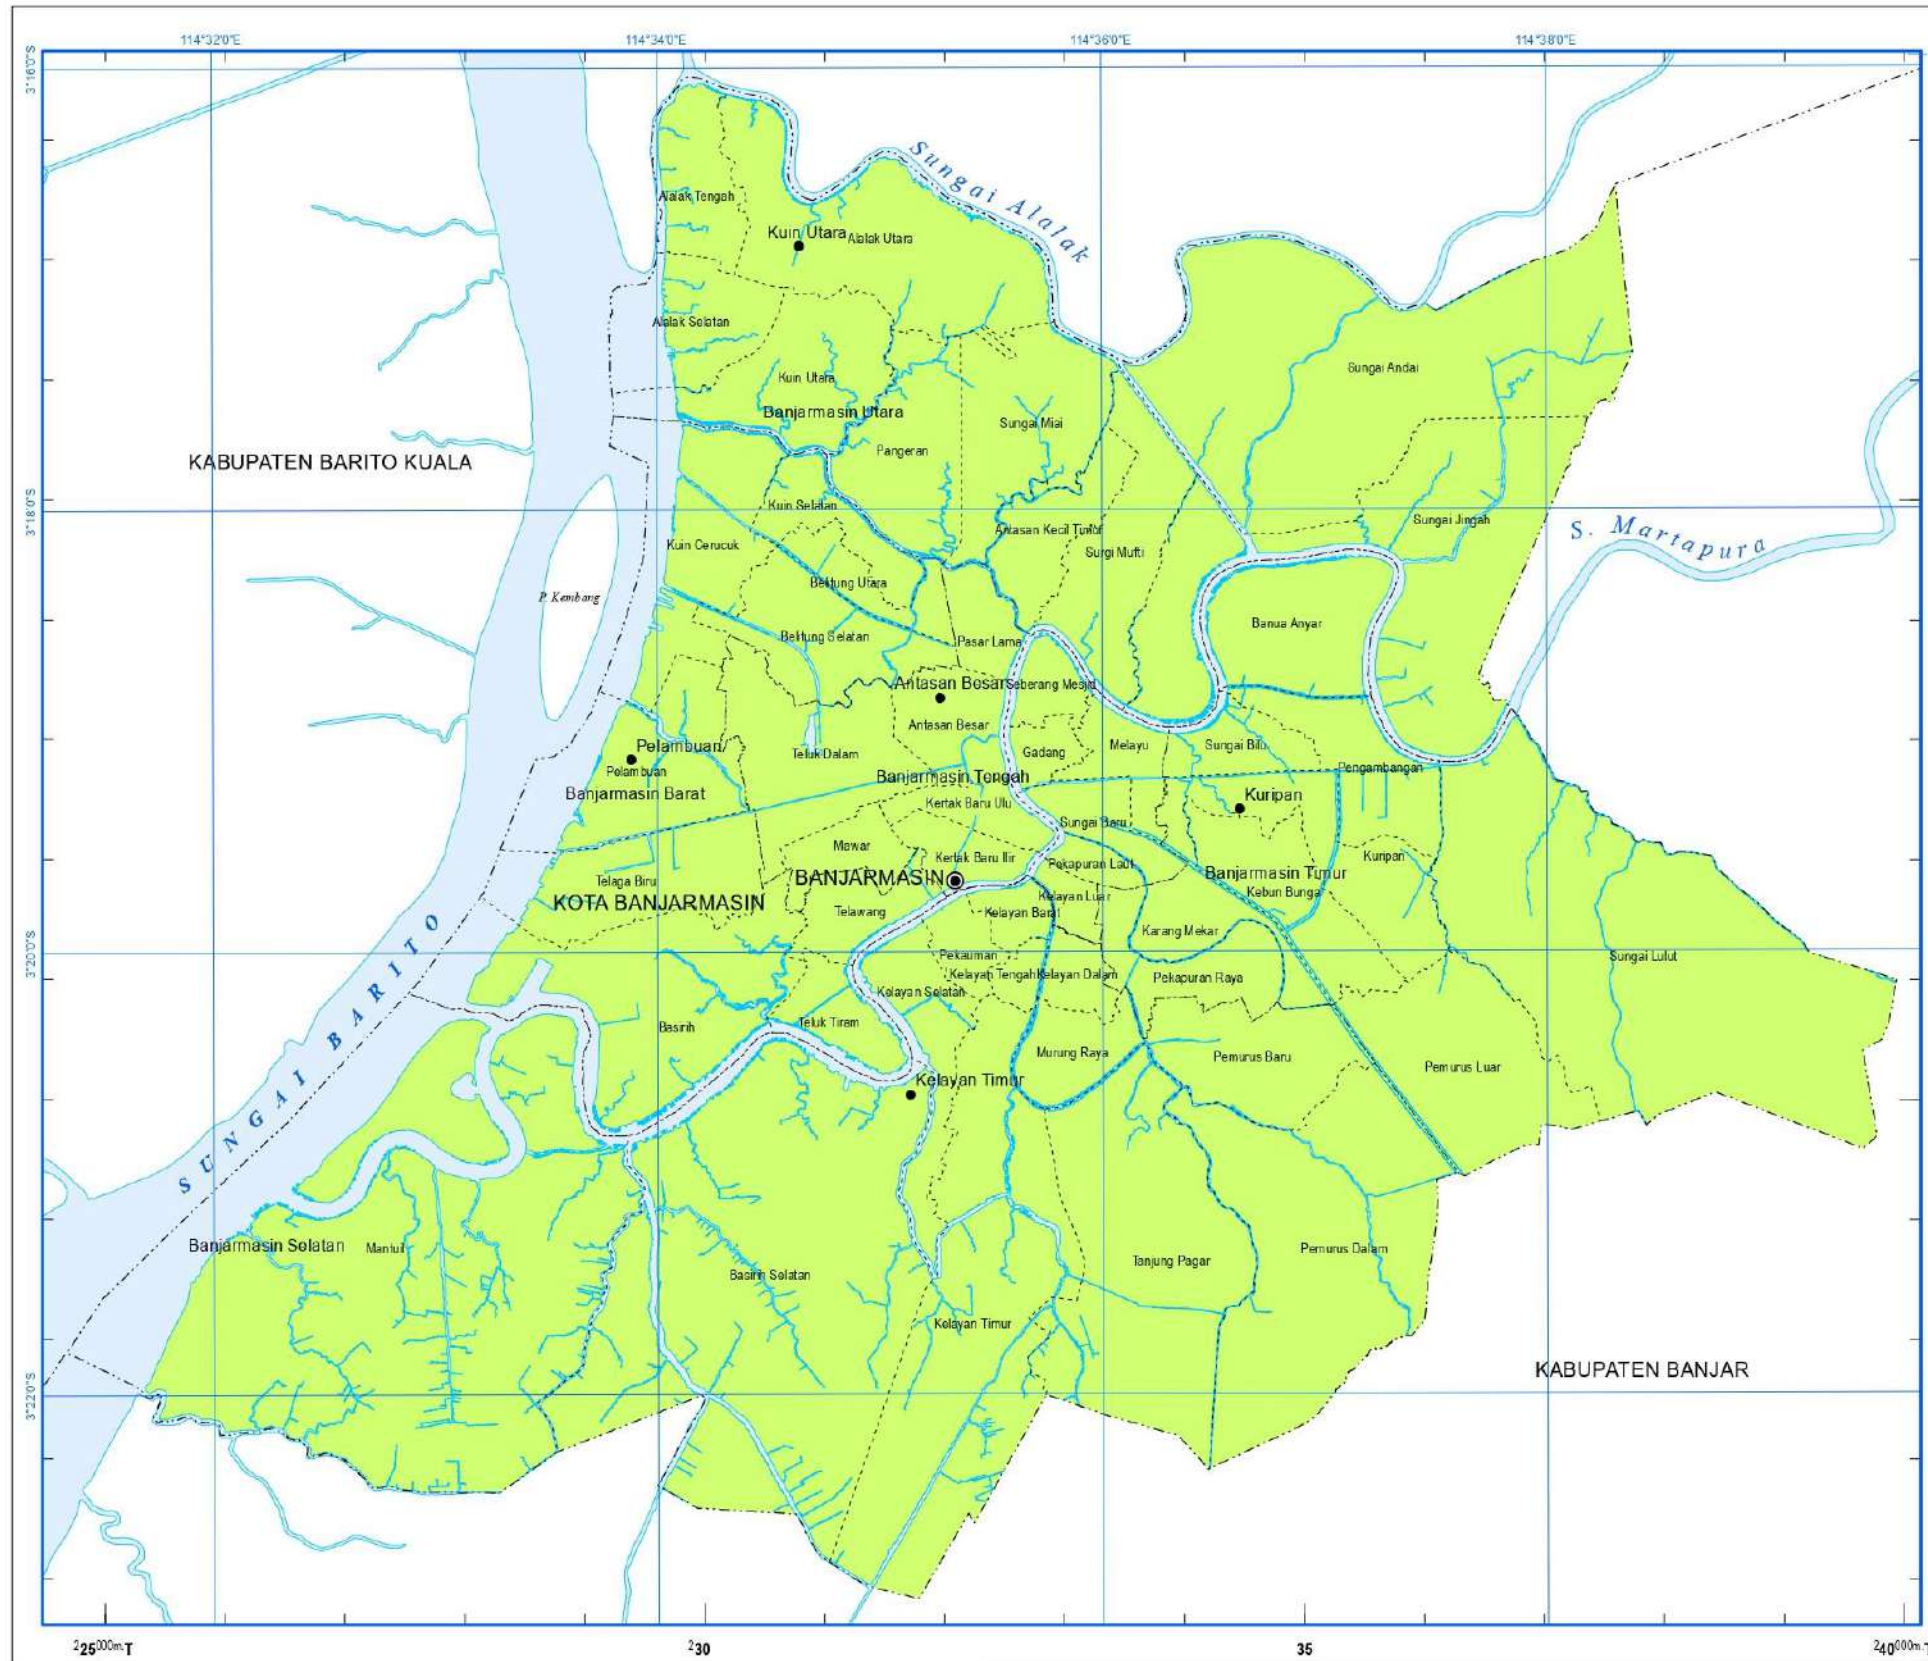 114°32'0"E
114°34'0"E
114°36'0"E
114°38'0"E
3°16'0"S
Sungai Alalak
Alalak Tengah
Kuin Utara
Alalak Utara
Alalak Selatan
Sungai Andai
Kuin Utara
Banjarmasin Utara
Sungai Miai
Pangeran
KABUPATEN BARITO KUALA
3°18'0"S
Kuin Selatan
Sungai Jingah
S. Martapura
Antasan Kecil Timur
Kuin Cerucuk
Surgi Mufti
Belitung Utara
P. Kembang
Banua Anyar
Belitung Selatan
Pasar Lama
Antasan Besar
Seberang Mesjid
Antasan Besar
Pelambuan
Gadang
Melayu
Sungai Bilu
Teluk Dalam
Pelambuan
Pengambangan
Banjarmasin Tengah
Banjarmasin Barat
Kuripan
Kertak Baru Ulu
Sungai Baru
Mawar
Kertak Baru Ilir
Pekapuran Laut
Kuripan
BANJARMASIN
Banjarmasin Timur
Telaga Biru
Kebun Bunga
Kelayan Luar
KOTA BANJARMASIN
Telawang
Kelayan Barat
Karang Mekar
3°20'0"S
Pekauman
Sungai Lulut
Kelayan Tengah
Kelayan Dalam
Pekapuran Raya
Kelayan Selatan
Basirih
Teluk Tiram
SUNGAI BARITO
Murung Raya
Pemurus Baru
Pemurus Luar
Kelayan Timur
Banjarmasin Selatan
Mantuil
Tanjung Pagar
Pemurus Dalam
Basirih Selatan
Kelayan Timur
KABUPATEN BANJAR
3°22'0"S
225000m.T
230
35
240000m.T